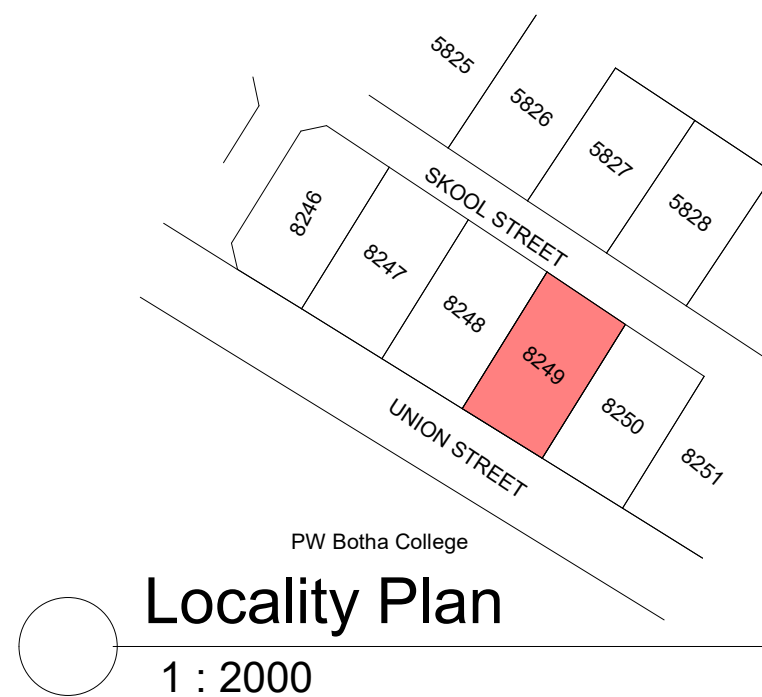 5825
5826
5827
5828
SKOOL STREET
8246
8247
8248
8249
8250
8251
UNION STREET
PW Botha College
Locality Plan
1 : 2000